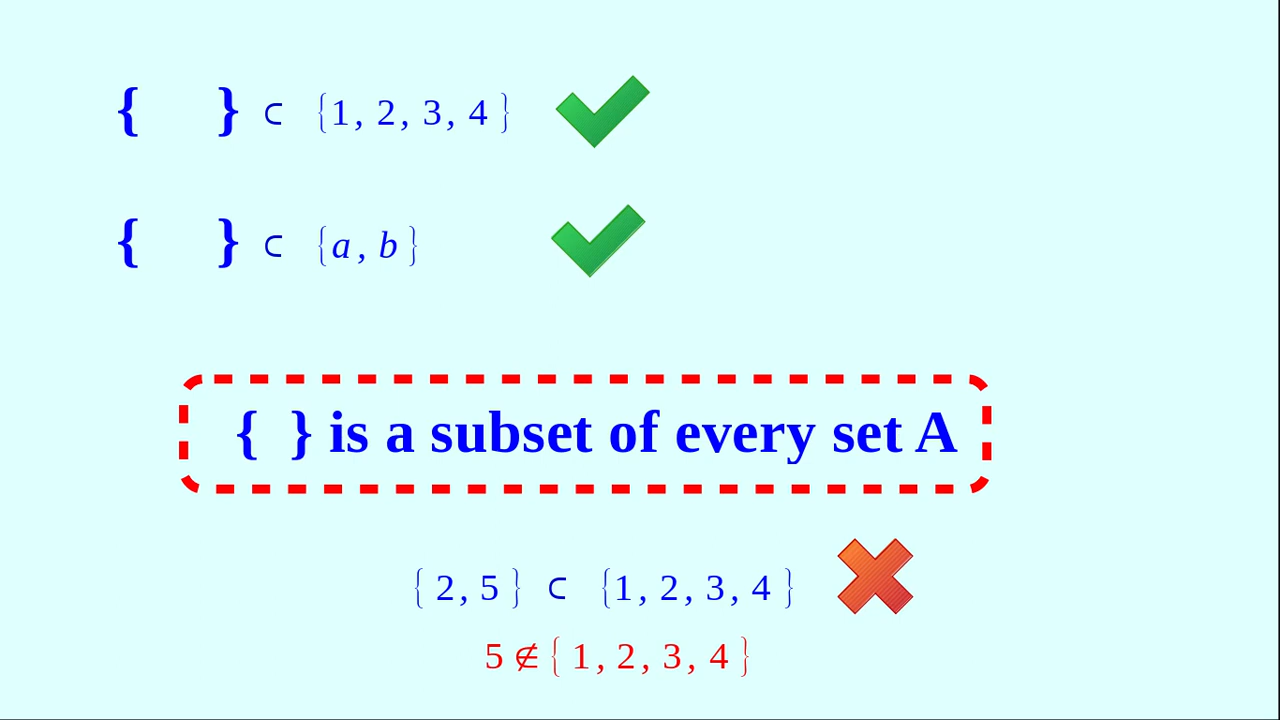 { } ⊂ {1, 2, 3, 4 }
{ } ⊂ {a, b }
{ } is a subset of every set A
{ 2, 5 } ⊂ {1, 2, 3, 4 }
5 ∉ { 1, 2, 3, 4 }